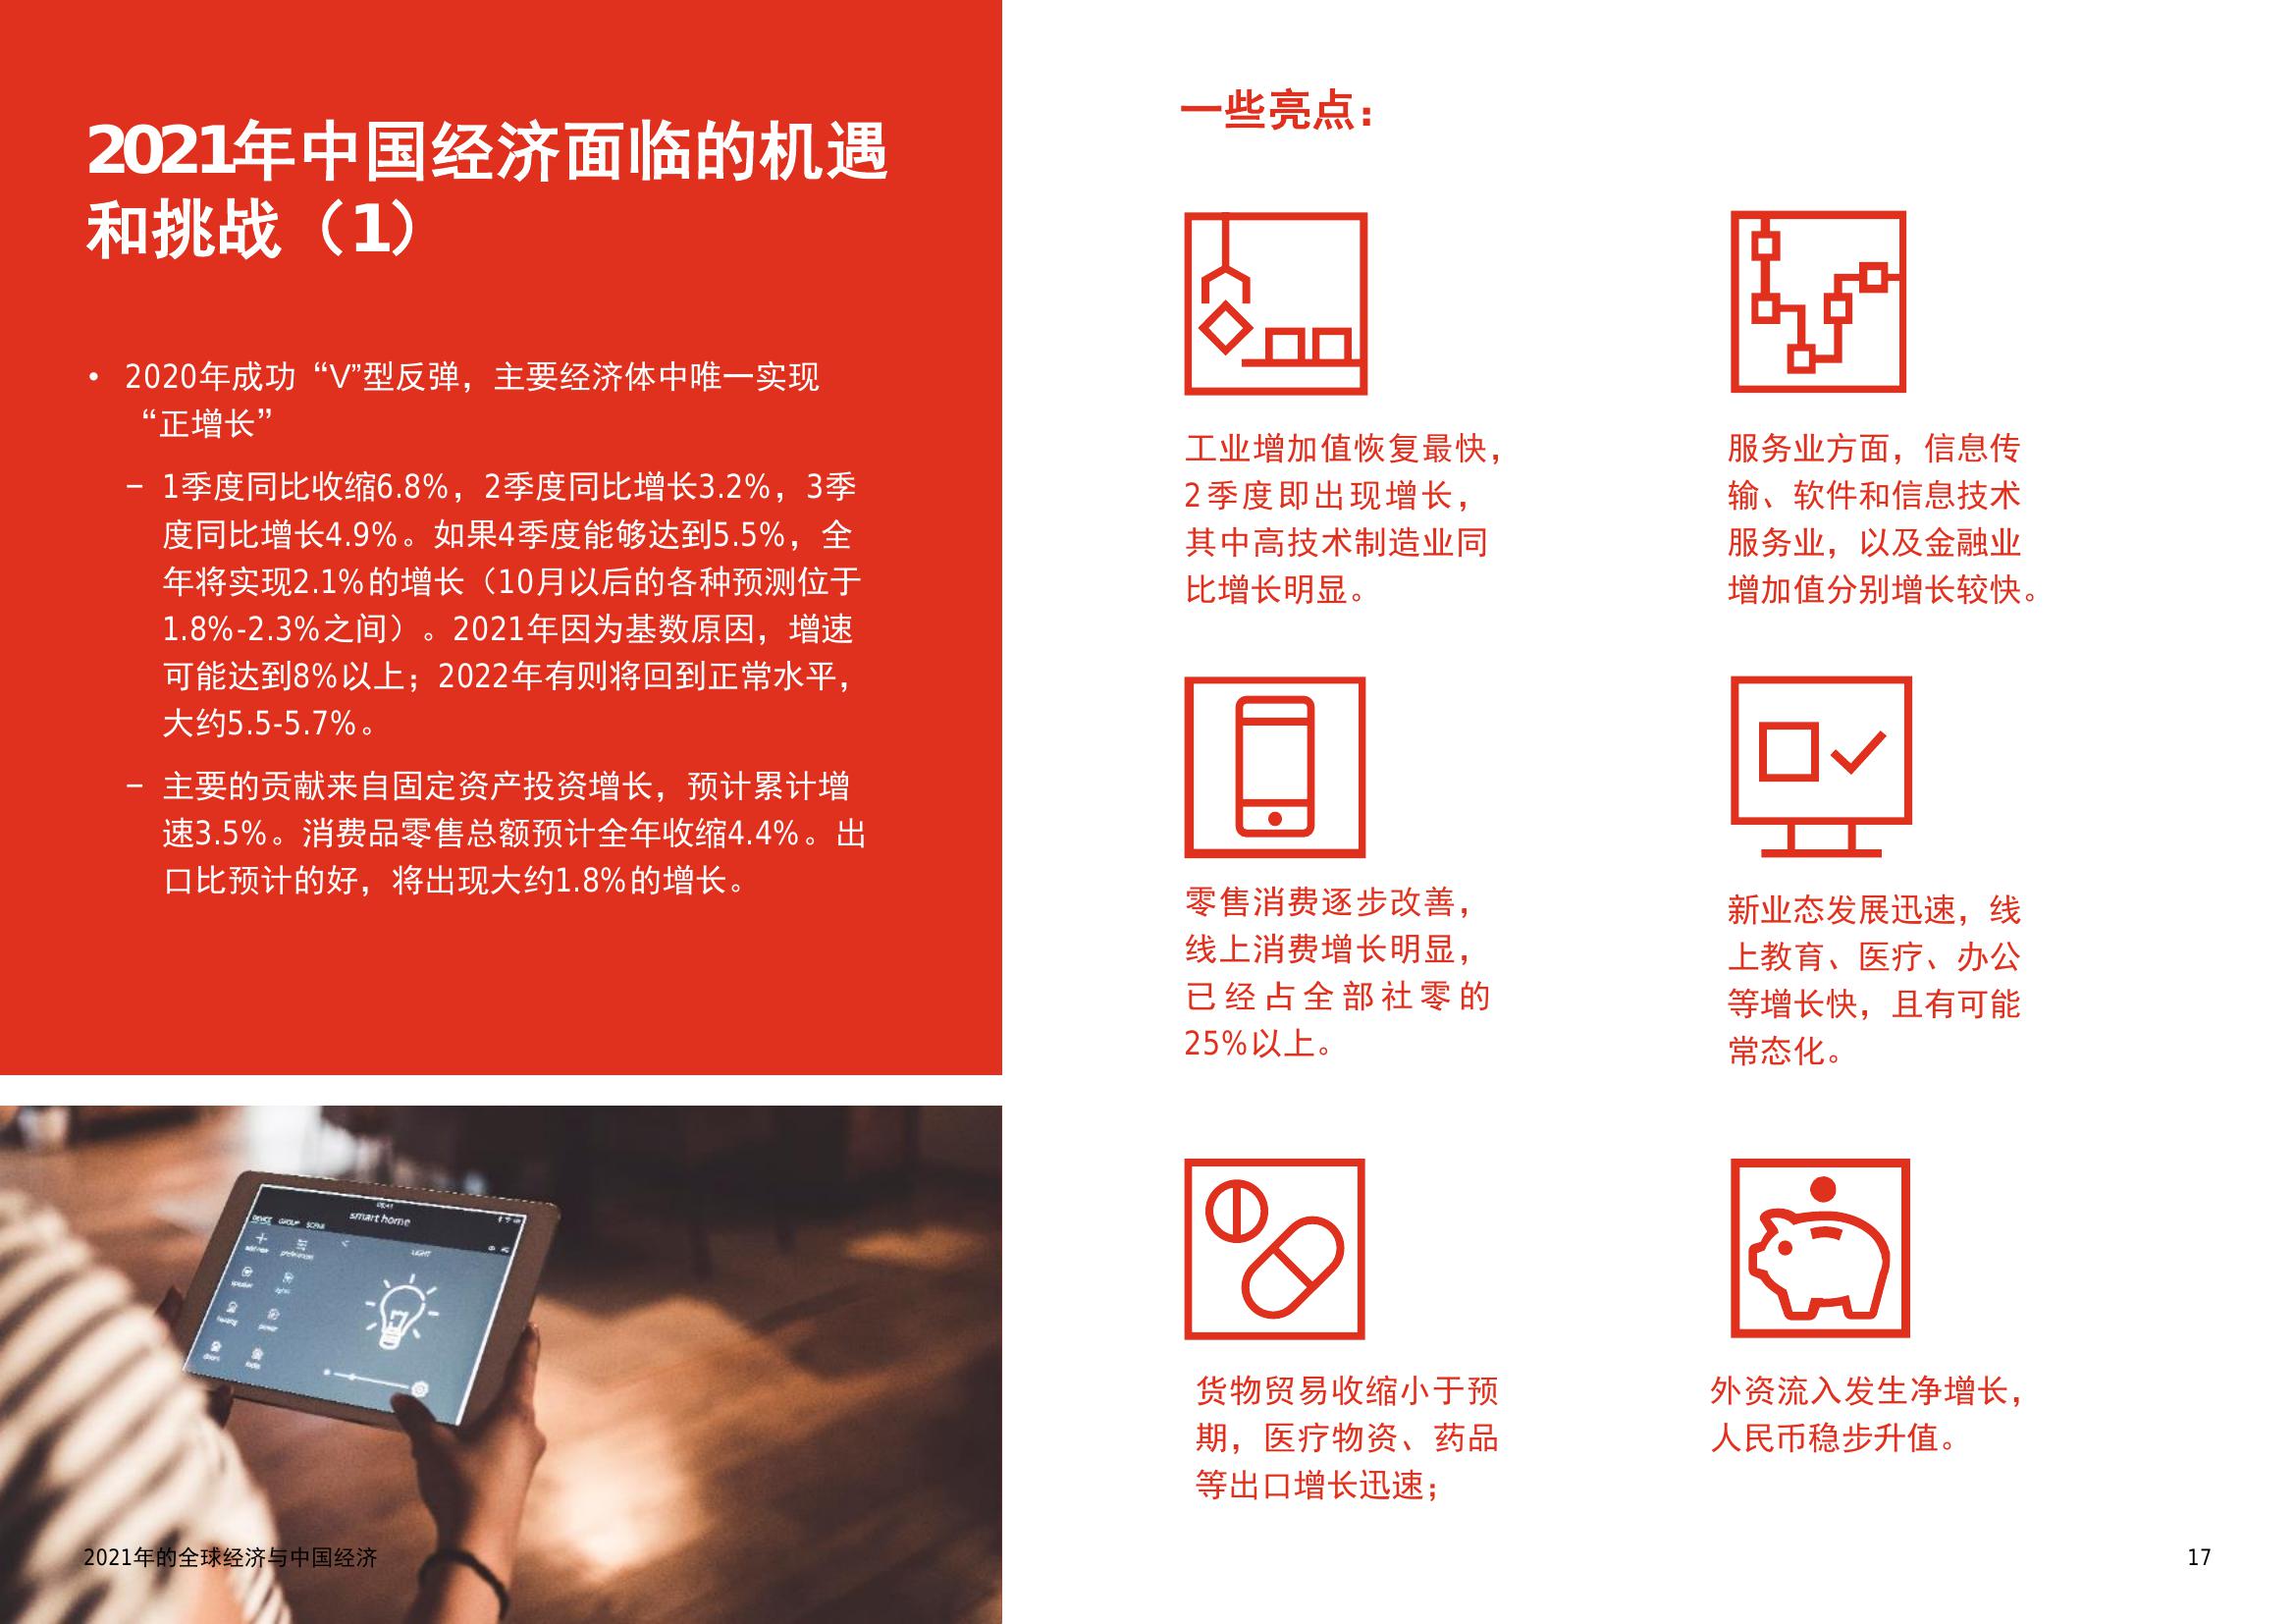 2021年中国经济面临的机遇
和挑战（1）
• 2020年成功“V”型反弹，主要经济体中唯一实现
“正增长”
– 1季度同比收缩6.8%，2季度同比增长3.2%，3季
度同比增长4.9%。如果4季度能够达到5.5%，全
年将实现2.1%的增长（10月以后的各种预测位于
1.8%-2.3%之间）。2021年因为基数原因，增速
可能达到8%以上；2022年有则将回到正常水平，
大约5.5-5.7%。
– 主要的贡献来自固定资产投资增长，预计累计增
速3.5%。消费品零售总额预计全年收缩4.4%。出
口比预计的好，将出现大约1.8%的增长。
一些亮点：
工业增加值恢复最快，
2季度即出现增长，
其中高技术制造业同
比增长明显。
服务业方面，信息传
输、软件和信息技术
服务业，以及金融业
增加值分别增长较快。
零售消费逐步改善，
线上消费增长明显，
已经占全部社零的
25%以上。
新业态发展迅速，线
上教育、医疗、办公
等增长快，且有可能
常态化。
货物贸易收缩小于预
期，医疗物资、药品
等出口增长迅速；
外资流入发生净增长，
人民币稳步升值。
smart home
DEVICE GROUP SCENE
LIGHT
preferences
speaker
heating
power
doors
2021年的全球经济与中国经济
17